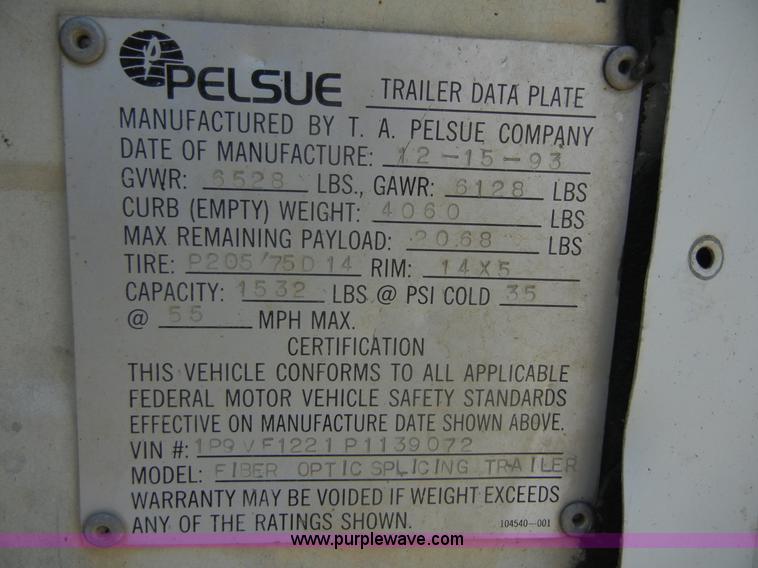 PELSUE TRAILER DATA PLATE
MANUFACTURED BY T. A. PELSUE COMPANY
DATE OF MANUFACTURE: 12-15-93
GVWR: 6528 LBS., GAWR: 6128 LBS
CURB (EMPTY) WEIGHT: 4060 LBS
MAX REMAINING PAYLOAD: 2068 LBS
TIRE: P205/75D14 RIM: 14X5
CAPACITY: 1532 LBS @ PSI COLD 35
@ 55 MPH MAX.
CERTIFICATION
THIS VEHICLE CONFORMS TO ALL APPLICABLE
FEDERAL MOTOR VEHICLE SAFETY STANDARDS
EFFECTIVE ON MANUFACTURE DATE SHOWN ABOVE.
VIN #: 1P9VF1221P1139072
MODEL: FIBER OPTIC SPLICING TRAILER
WARRANTY MAY BE VOIDED IF WEIGHT EXCEEDS
ANY OF THE RATINGS SHOWN. 104540-001
www.purplewave.com